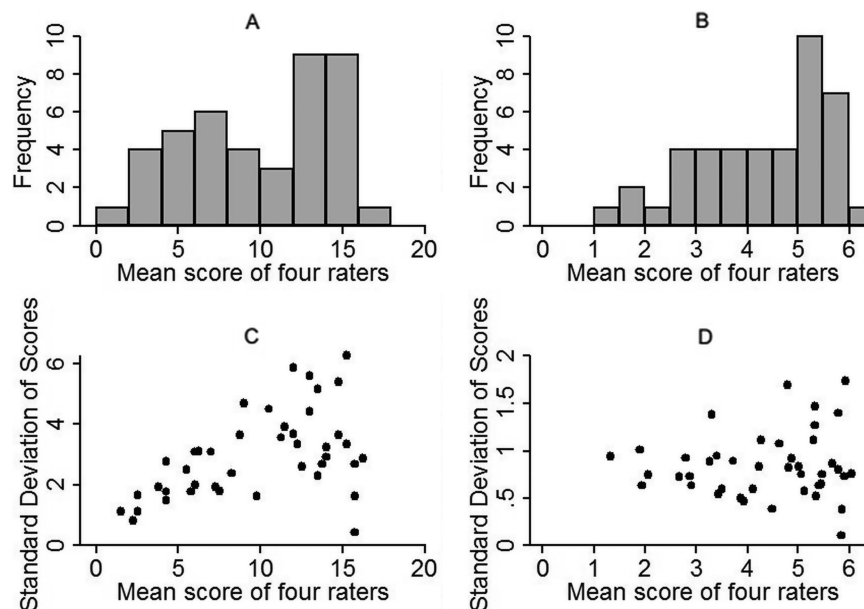 A
Frequency
0 2 4 6 8 10
0 5 10 15 20
Mean score of four raters
B
Frequency
0 2 4 6 8 10
0 1 2 3 4 5 6
Mean score of four raters
C
Standard Deviation of Scores
0 2 4 6
0 5 10 15 20
Mean score of four raters
D
Standard Deviation of Scores
0 .5 1 1.5 2
0 1 2 3 4 5 6
Mean score of four raters